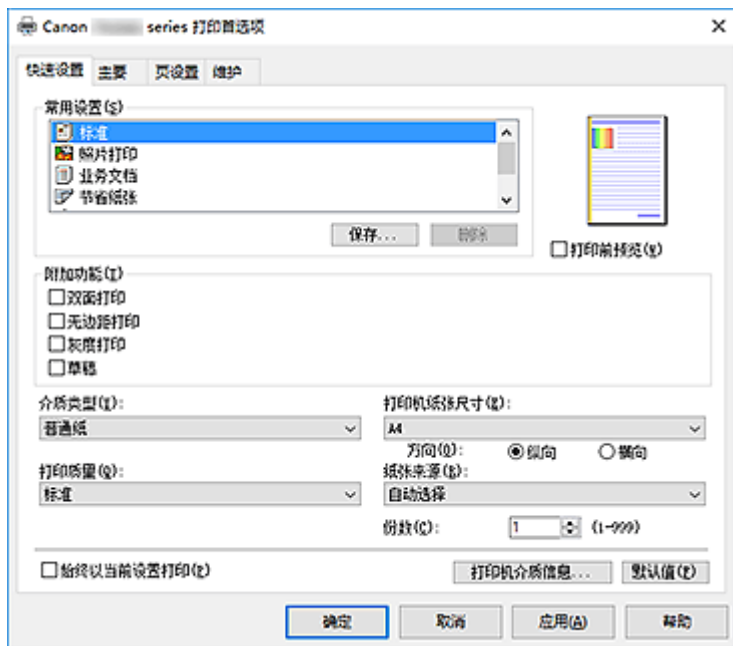 Canon series 打印首选项
快速设置 主要 页设置 维护
常用设置(S)
标准
照片打印
业务文档
节省纸张
保存... 删除
打印前预览(V)
附加功能(T)
双面打印
无边距打印
灰度打印
草稿
介质类型(Y): 打印机纸张尺寸(Z):
普通纸 A4
方向(O): 纵向 横向
打印质量(Q): 纸张来源(B):
标准 自动选择
份数(C): 1 (1-999)
始终以当前设置打印(P)
打印机介质信息... 默认值(F)
确定 取消 应用(A) 帮助